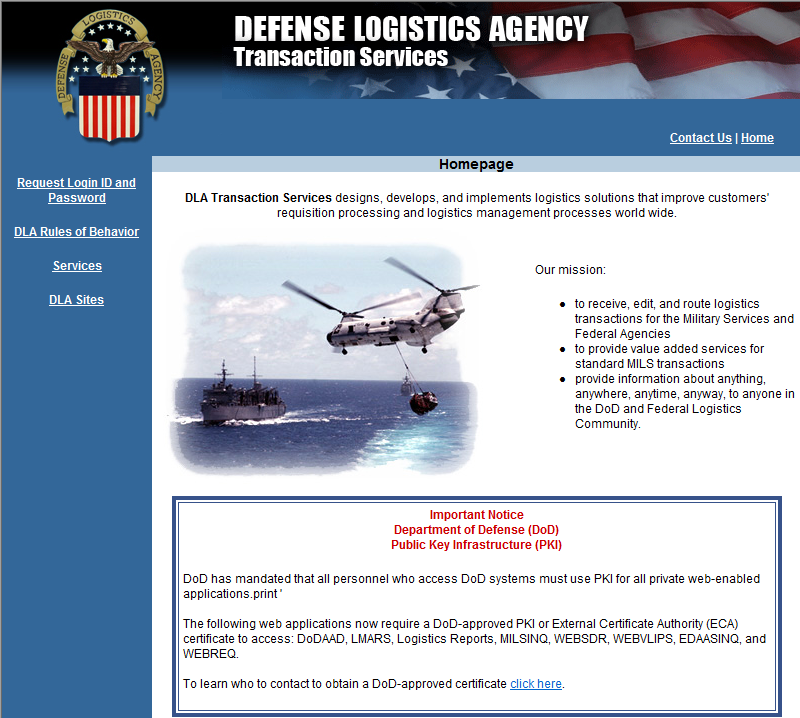 DEFENSE LOGISTICS AGENCY
DEFENSE LOGISTICS AGENCY
Transaction Services
Contact Us | Home
Homepage
Request Login ID and
Password
DLA Rules of Behavior
Services
DLA Sites
DLA Transaction Services designs, develops, and implements logistics solutions that improve customers'
requisition processing and logistics management processes world wide.
Our mission:
● to receive, edit, and route logistics
transactions for the Military Services and
Federal Agencies
● to provide value added services for
standard MILS transactions
● provide information about anything,
anywhere, anytime, anyway, to anyone in
the DoD and Federal Logistics
Community.
Important Notice
Department of Defense (DoD)
Public Key Infrastructure (PKI)
DoD has mandated that all personnel who access DoD systems must use PKI for all private web-enabled
applications.print '
The following web applications now require a DoD-approved PKI or External Certificate Authority (ECA)
certificate to access: DoDAAD, LMARS, Logistics Reports, MILSINQ, WEBSDR, WEBVLIPS, EDAASINQ, and
WEBREQ.
To learn who to contact to obtain a DoD-approved certificate click here.